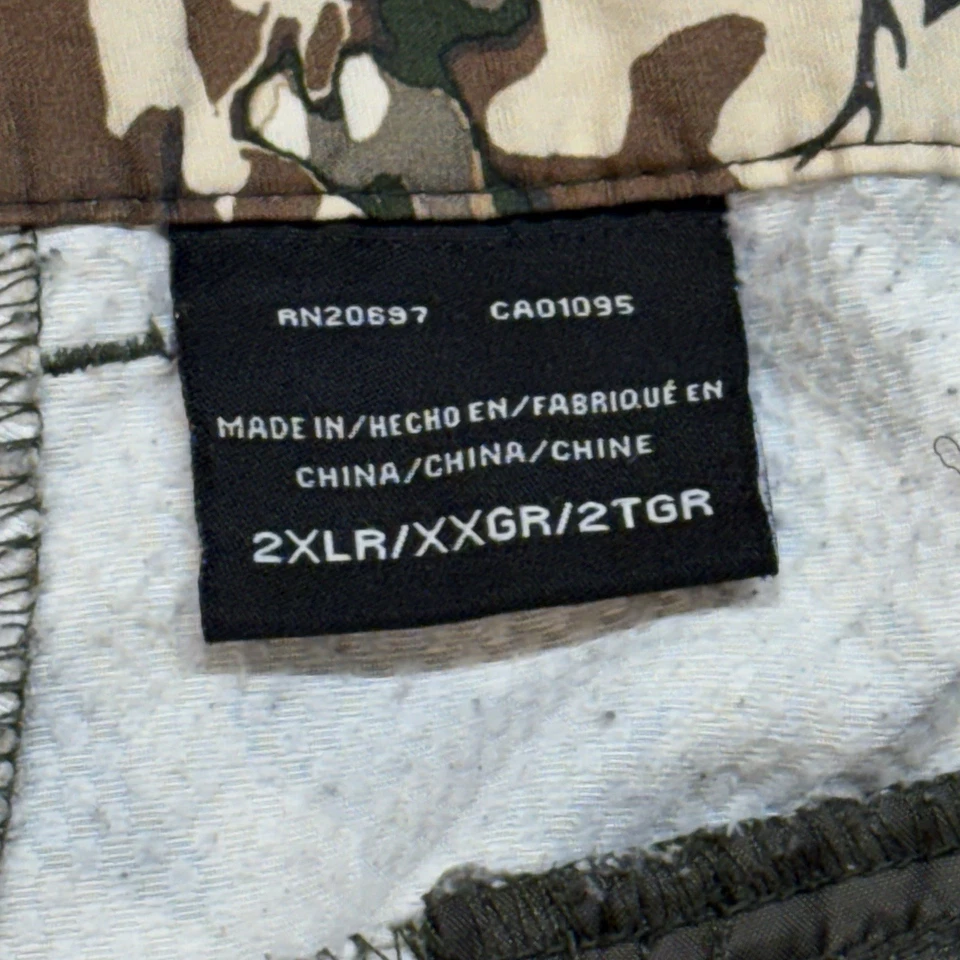 RN20697 CA01095
MADE IN/HECHO EN/FABRIQUÉ EN
CHINA/CHINA/CHINE
2XLR/XXGR/2TGR